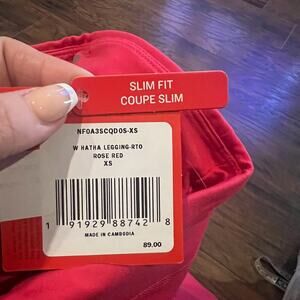 SLIM FIT
COUPE SLIM
NF0A3SCQD05-XS
W HATHA LEGGING-RTO
ROSE RED
XS
1 91929 88742 8
MADE IN CAMBODIA
89.00